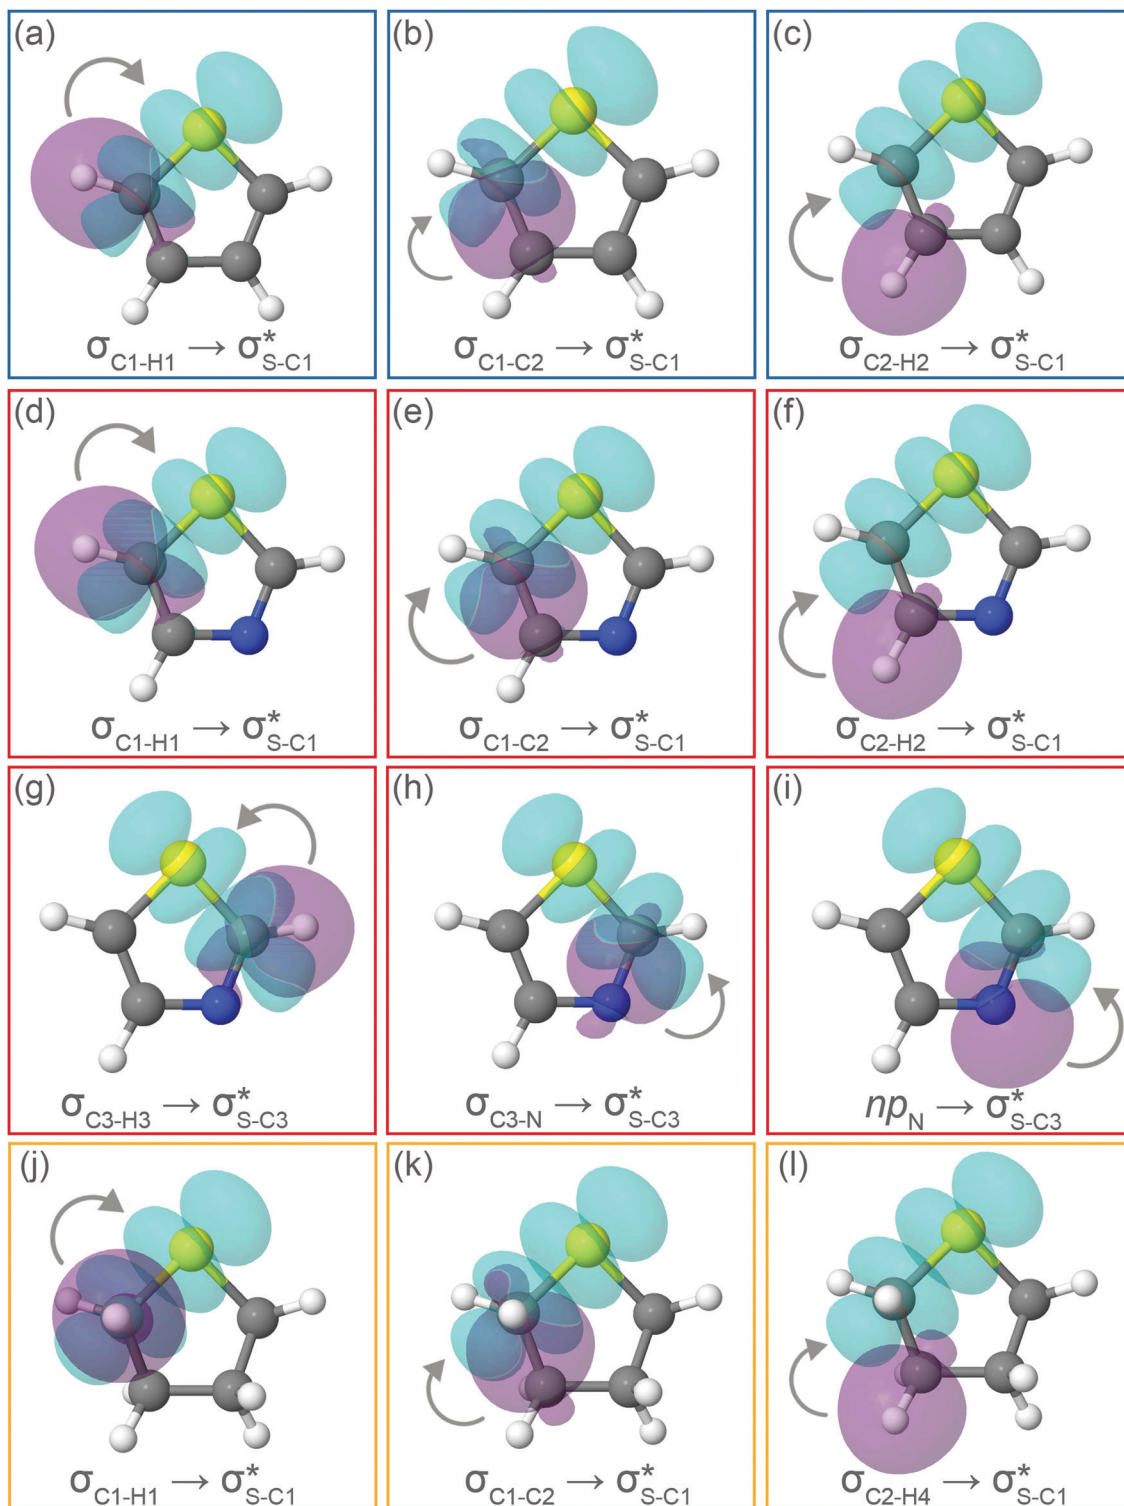 (a) (b) (c)
σC1-H1 → σ*S-C1 σC1-C2 → σ*S-C1 σC2-H2 → σ*S-C1
(d) (e) (f)
σC1-H1 → σ*S-C1 σC1-C2 → σ*S-C1 σC2-H2 → σ*S-C1
(g) (h) (i)
σC3-H3 → σ*S-C3 σC3-N → σ*S-C3 npN → σ*S-C3
(j) (k) (l)
σC1-H1 → σ*S-C1 σC1-C2 → σ*S-C1 σC2-H4 → σ*S-C1